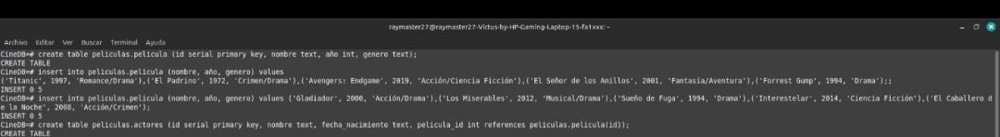 raymaster27@raymaster27-Victus-by-HP-Gaming-Laptop-15-fa1xxx: ~
Archivo Editar Ver Buscar Terminal Ayuda
CineDB=# create table peliculas.pelicula (id serial primary key, nombre text, año int, genero text);
CREATE TABLE
CineDB=# insert into peliculas.pelicula (nombre, año, genero) values
('Titanic', 1997, 'Romance/Drama'),('El Padrino', 1972, 'Crimen/Drama'),('Avengers: Endgame', 2019, 'Acción/Ciencia Ficción'),('El Señor de los Anillos', 2001, 'Fantasía/Aventura'),('Forrest Gump', 1994, 'Drama');;
INSERT 0 5
CineDB=# insert into peliculas.pelicula (nombre, año, genero) values ('Gladiador', 2000, 'Acción/Drama'),('Los Miserables', 2012, 'Musical/Drama'),('Sueño de Fuga', 1994, 'Drama'),('Interestelar', 2014, 'Ciencia Ficción'),('El Caballero d
e la Noche', 2008, 'Acción/Crimen');
INSERT 0 5
CineDB=# create table peliculas.actores (id serial primary key, nombre text, fecha_nacimiento text, pelicula_id int references peliculas.pelicula(id));
CREATE TABLE